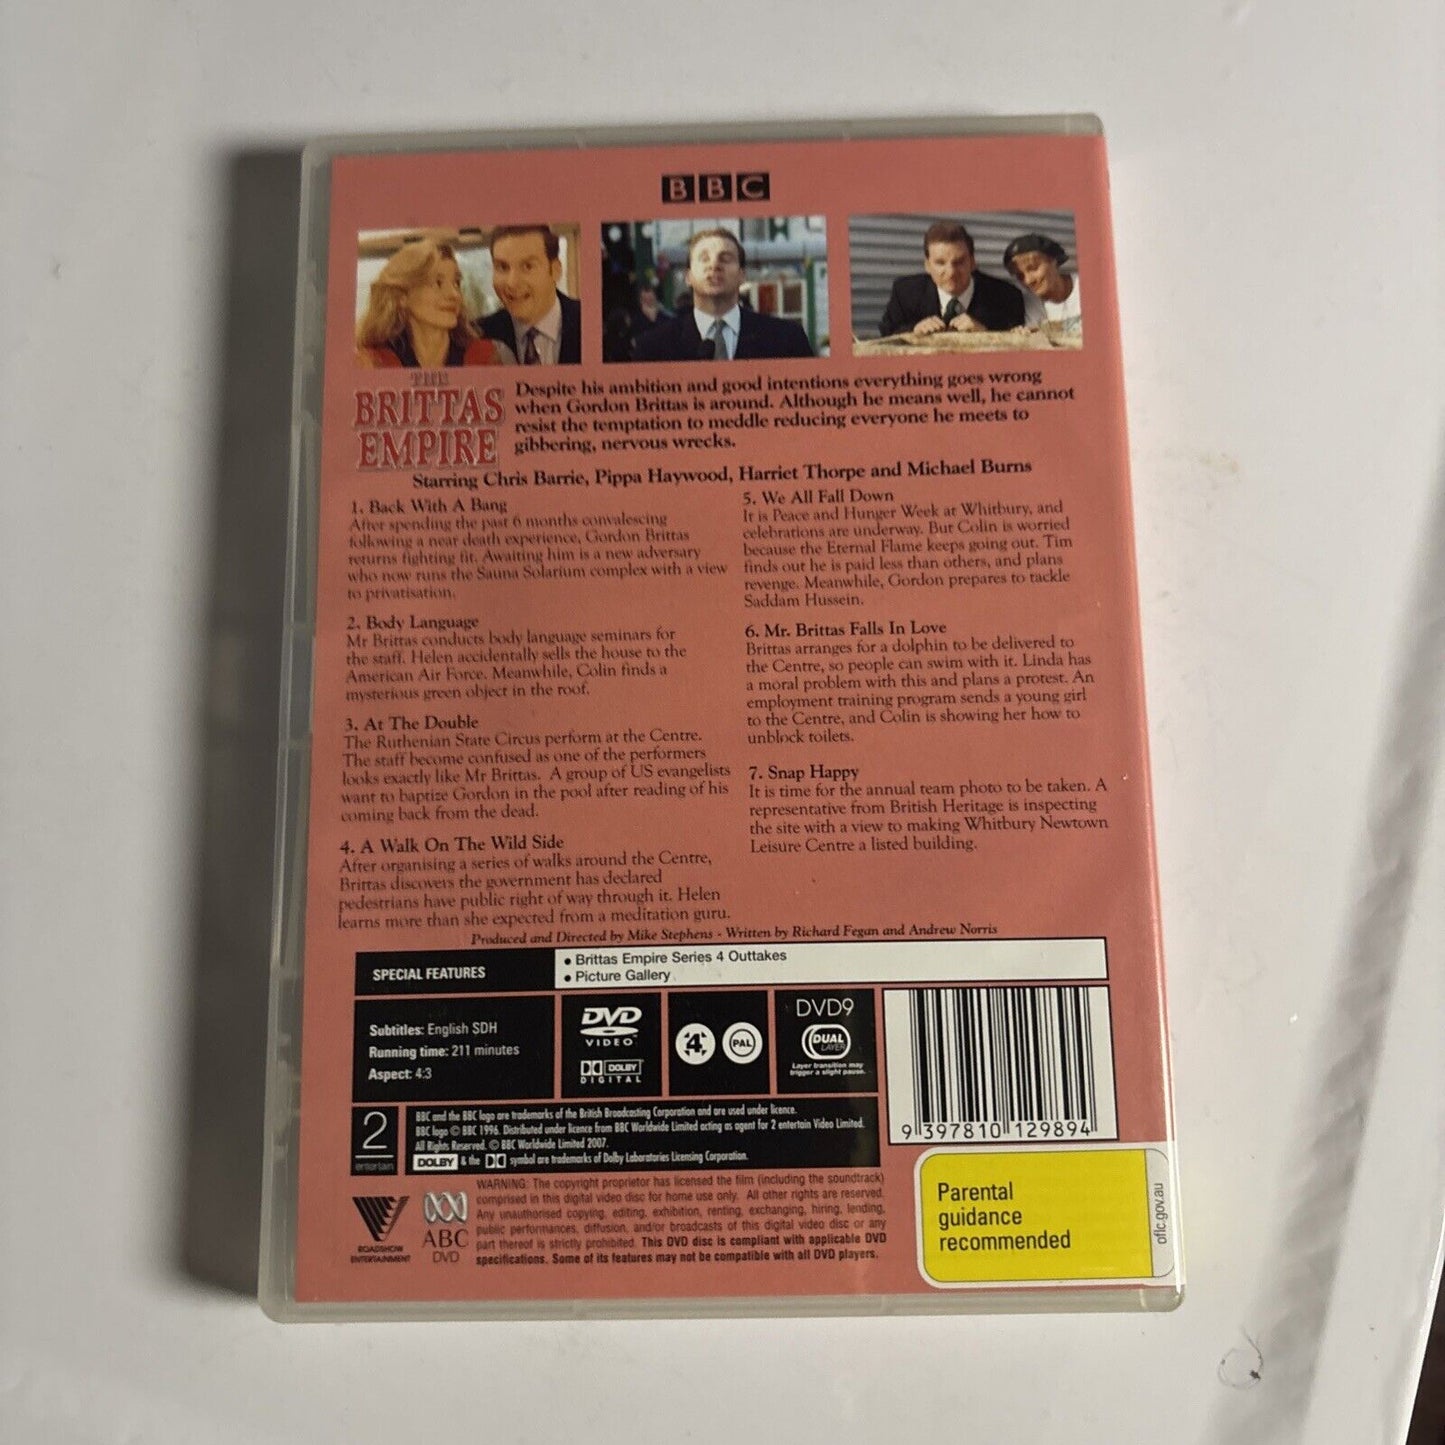 BBC
THE
BRITTAS
EMPIRE
Despite his ambition and good intentions everything goes wrong
when Gordon Brittas is around. Although he means well, he cannot
resist the temptation to meddle reducing everyone he meets to
gibbering, nervous wrecks.
Starring Chris Barrie, Pippa Haywood, Harriet Thorpe and Michael Burns
1. Back With A Bang
After spending the past 6 months convalescing
following a near death experience, Gordon Brittas
returns fighting fit. Awaiting him is a new adversary
who now runs the Sauna Solarium complex with a view
to privatisation.
2. Body Language
Mr Brittas conducts body language seminars for
the staff. Helen accidentally sells the house to the
American Air Force. Meanwhile, Colin finds a
mysterious green object in the roof.
3. At The Double
The Ruthenian State Circus perform at the Centre.
The staff become confused as one of the performers
looks exactly like Mr Brittas. A group of US evangelists
want to baptize Gordon in the pool after reading of his
coming back from the dead.
4. A Walk On The Wild Side
After organising a series of walks around the Centre,
Brittas discovers the government has declared
pedestrians have public right of way through it. Helen
learns more than she expected from a meditation guru.
5. We All Fall Down
It is Peace and Hunger Week at Whitbury, and
celebrations are underway. But Colin is worried
because the Eternal Flame keeps going out. Tim
finds out he is paid less than others, and plans
revenge. Meanwhile, Gordon prepares to tackle
Saddam Hussein.
6. Mr. Brittas Falls In Love
Brittas arranges for a dolphin to be delivered to
the Centre, so people can swim with it. Linda has
a moral problem with this and plans a protest. An
employment training program sends a young girl
to the Centre, and Colin is showing her how to
unblock toilets.
7. Snap Happy
It is time for the annual team photo to be taken. A
representative from British Heritage is inspecting
the site with a view to making Whitbury Newtown
Leisure Centre a listed building.
Produced and Directed by Mike Stephens - Written by Richard Fegan and Andrew Norris
SPECIAL FEATURES
• Brittas Empire Series 4 Outtakes
• Picture Gallery
Subtitles: English SDH
Running time: 211 minutes
Aspect: 4:3
DVD
VIDEO
DOLBY
DIGITAL
4
PAL
DVD9
DUAL
LAYER
Layer transition may
trigger a slight pause.
9 397810 129894
2
entertain
BBC and the BBC logo are trademarks of the British Broadcasting Corporation and are used under licence.
BBC logo © BBC 1996. Distributed under licence from BBC Worldwide Limited acting as agent for 2 entertain Video Limited.
All Rights Reserved. © BBC Worldwide Limited 2007.
DOLBY & the DD symbol are trademarks of Dolby Laboratories Licensing Corporation.
ROADSHOW
ENTERTAINMENT
ABC
DVD
WARNING: The copyright proprietor has licensed the film (including the soundtrack)
comprised in this digital video disc for home use only. All other rights are reserved.
Any unauthorised copying, editing, exhibition, renting, exchanging, hiring, lending,
public performances, diffusion, and/or broadcasts of this digital video disc or any
part thereof is strictly prohibited. This DVD disc is compliant with applicable DVD
specifications. Some of its features may not be compatible with all DVD players.
Parental
guidance
recommended
oflc.gov.au